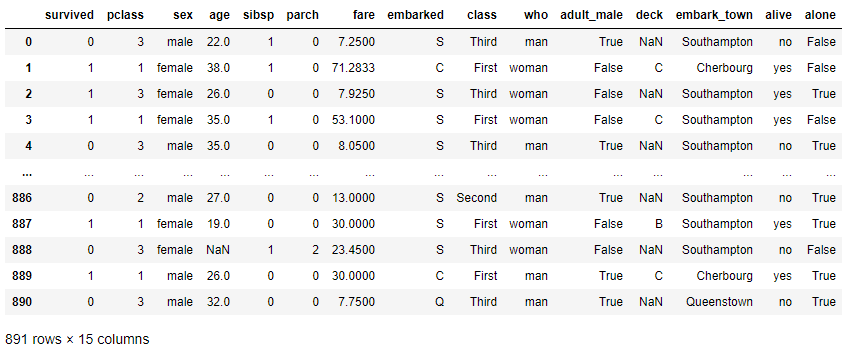 survived pclass sex age sibsp parch fare embarked class who adult_male deck embark_town alive alone
0 0 3 male 22.0 1 0 7.2500 S Third man True NaN Southampton no False
1 1 1 female 38.0 1 0 71.2833 C First woman False C Cherbourg yes False
2 1 3 female 26.0 0 0 7.9250 S Third woman False NaN Southampton yes True
3 1 1 female 35.0 1 0 53.1000 S First woman False C Southampton yes False
4 0 3 male 35.0 0 0 8.0500 S Third man True NaN Southampton no True
... ... ... ... ... ... ... ... ... ... ... ... ... ... ... ...
886 0 2 male 27.0 0 0 13.0000 S Second man True NaN Southampton no True
887 1 1 female 19.0 0 0 30.0000 S First woman False B Southampton yes True
888 0 3 female NaN 1 2 23.4500 S Third woman False NaN Southampton no False
889 1 1 male 26.0 0 0 30.0000 C First man True C Cherbourg yes True
890 0 3 male 32.0 0 0 7.7500 Q Third man True NaN Queenstown no True
891 rows × 15 columns